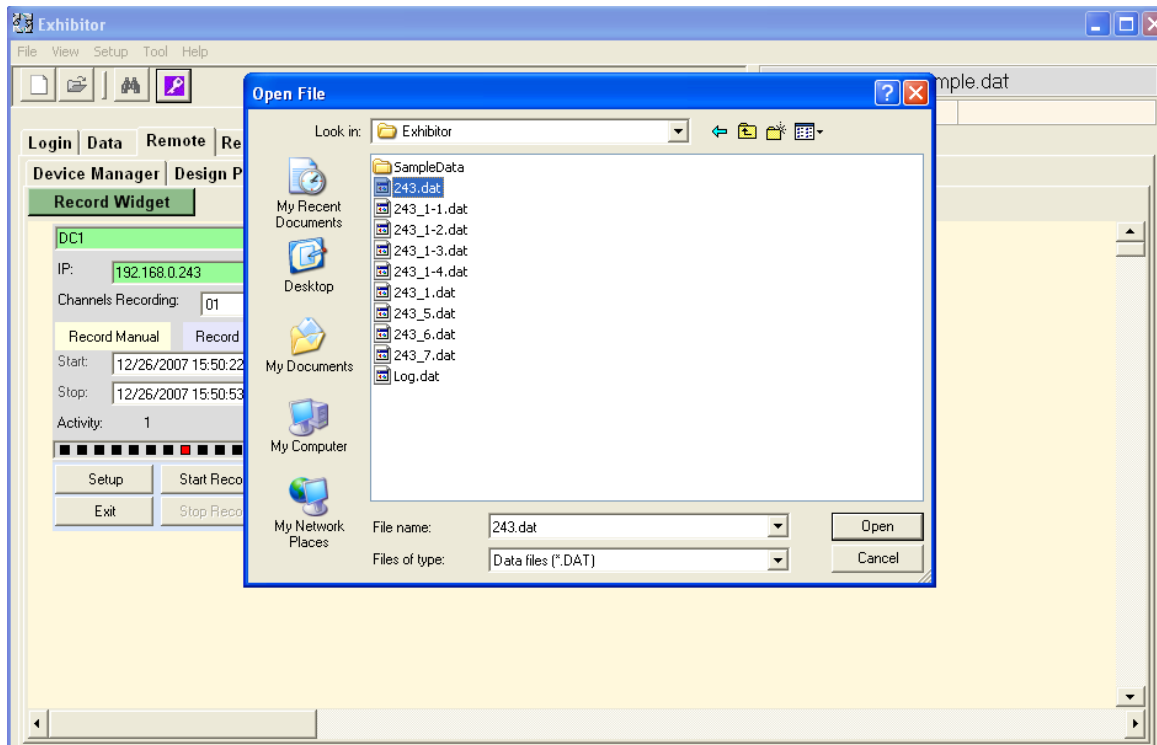 Exhibitor
File View Setup Tool Help
mple.dat
Login Data Remote Re
Device Manager Design P
Record Widget
DC1
IP: 192.168.0.243
Channels Recording: 01
Record Manual Record
Start: 12/26/2007 15:50:22
Stop: 12/26/2007 15:50:53
Activity: 1
Setup Start Reco
Exit Stop Reco
Open File
Look in: Exhibitor
My Recent
Documents
Desktop
My Documents
My Computer
My Network
Places
SampleData
243.dat
243_1-1.dat
243_1-2.dat
243_1-3.dat
243_1-4.dat
243_1.dat
243_5.dat
243_6.dat
243_7.dat
Log.dat
File name: 243.dat Open
Files of type: Data files (*.DAT) Cancel